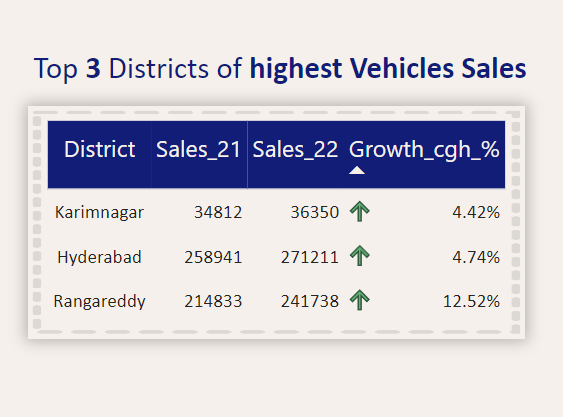 Top 3 Districts of highest Vehicles Sales
District Sales_21 Sales_22 Growth_cgh_%
Karimnagar 34812 36350 4.42%
Hyderabad 258941 271211 4.74%
Rangareddy 214833 241738 12.52%